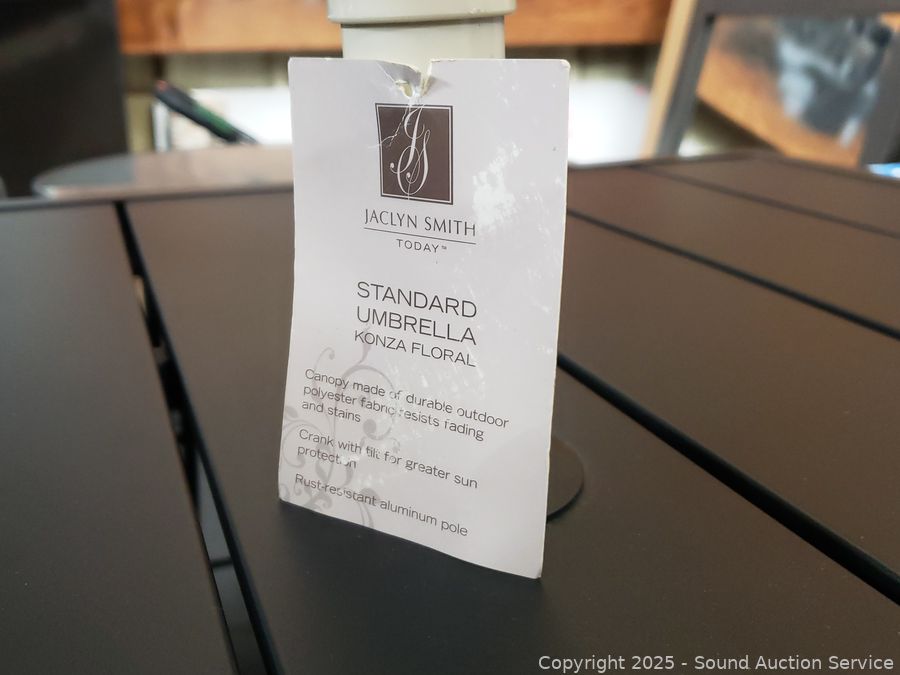 JS
JACLYN SMITH
TODAY™
STANDARD
UMBRELLA
KONZA FLORAL
Canopy made of durable outdoor
polyester fabric resists fading
and stains
Crank with tilt for greater sun
protection
Rust-resistant aluminum pole
Copyright 2025 - Sound Auction Service